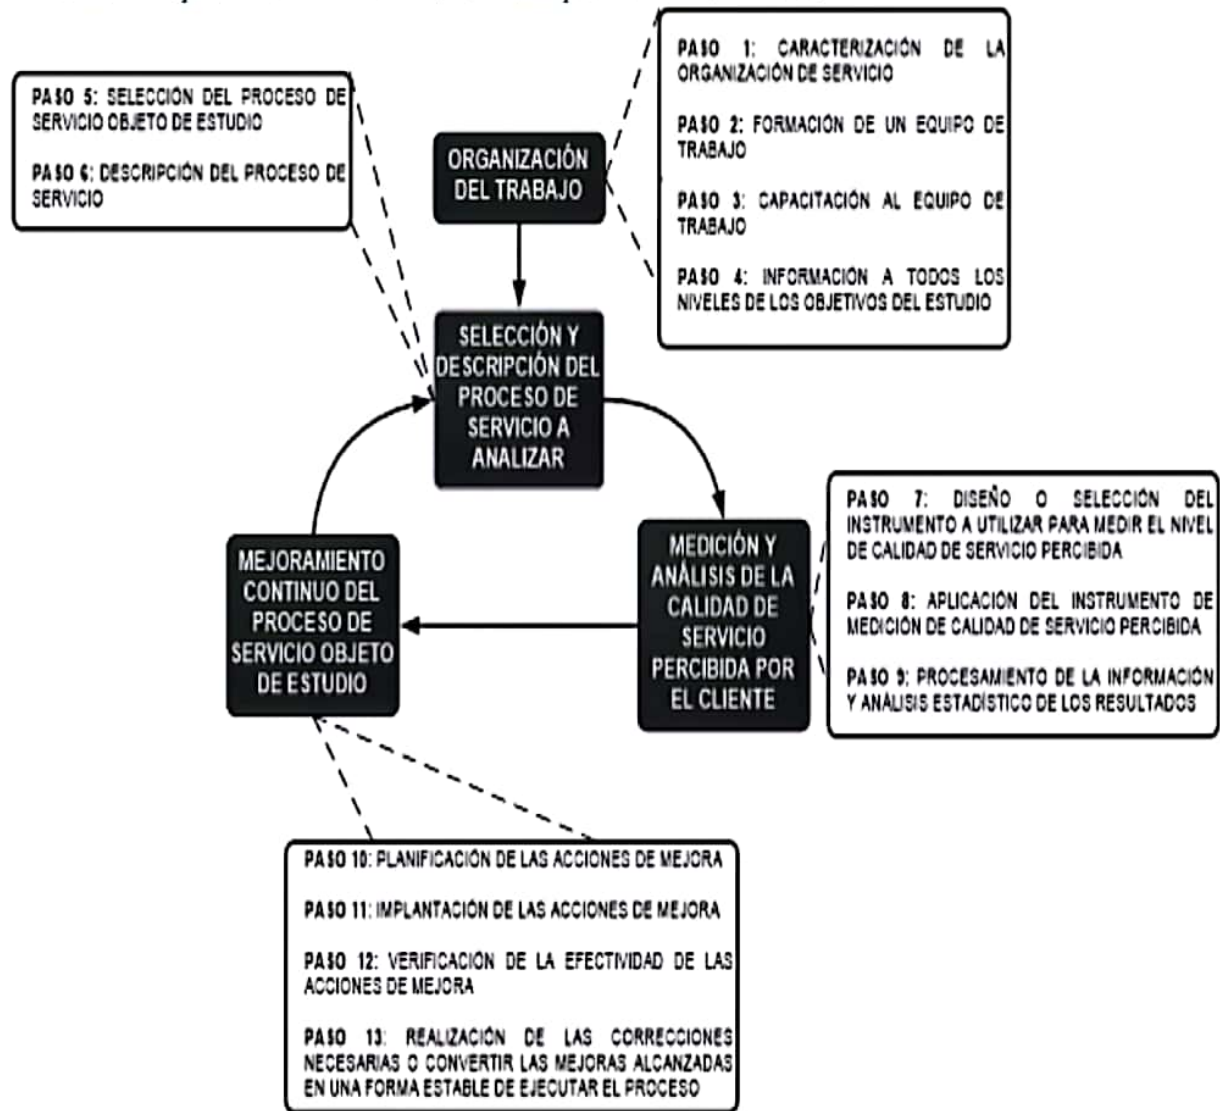 PASO 1: CARACTERIZACIÓN DE LA
ORGANIZACIÓN DE SERVICIO
PASO 2: FORMACIÓN DE UN EQUIPO DE
TRABAJO
PASO 3: CAPACITACIÓN AL EQUIPO DE
TRABAJO
PASO 4: INFORMACIÓN A TODOS LOS
NIVELES DE LOS OBJETIVOS DEL ESTUDIO
PASO 5: SELECCIÓN DEL PROCESO DE
SERVICIO OBJETO DE ESTUDIO
PASO 6: DESCRIPCIÓN DEL PROCESO DE
SERVICIO
ORGANIZACIÓN
DEL TRABAJO
SELECCIÓN Y
DESCRIPCIÓN DEL
PROCESO DE
SERVICIO A
ANALIZAR
MEDICIÓN Y
ANÁLISIS DE LA
CALIDAD DE
SERVICIO
PERCIBIDA POR
EL CLIENTE
PASO 7: DISEÑO O SELECCIÓN DEL
INSTRUMENTO A UTILIZAR PARA MEDIR EL NIVEL
DE CALIDAD DE SERVICIO PERCIBIDA
PASO 8: APLICACIÓN DEL INSTRUMENTO DE
MEDICIÓN DE CALIDAD DE SERVICIO PERCIBIDA
PASO 9: PROCESAMIENTO DE LA INFORMACIÓN
Y ANÁLISIS ESTADÍSTICO DE LOS RESULTADOS
MEJORAMIENTO
CONTINUO DEL
PROCESO DE
SERVICIO OBJETO
DE ESTUDIO
PASO 10: PLANIFICACIÓN DE LAS ACCIONES DE MEJORA
PASO 11: IMPLANTACIÓN DE LAS ACCIONES DE MEJORA
PASO 12: VERIFICACIÓN DE LA EFECTIVIDAD DE LAS
ACCIONES DE MEJORA
PASO 13: REALIZACIÓN DE LAS CORRECCIONES
NECESARIAS O CONVERTIR LAS MEJORAS ALCANZADAS
EN UNA FORMA ESTABLE DE EJECUTAR EL PROCESO